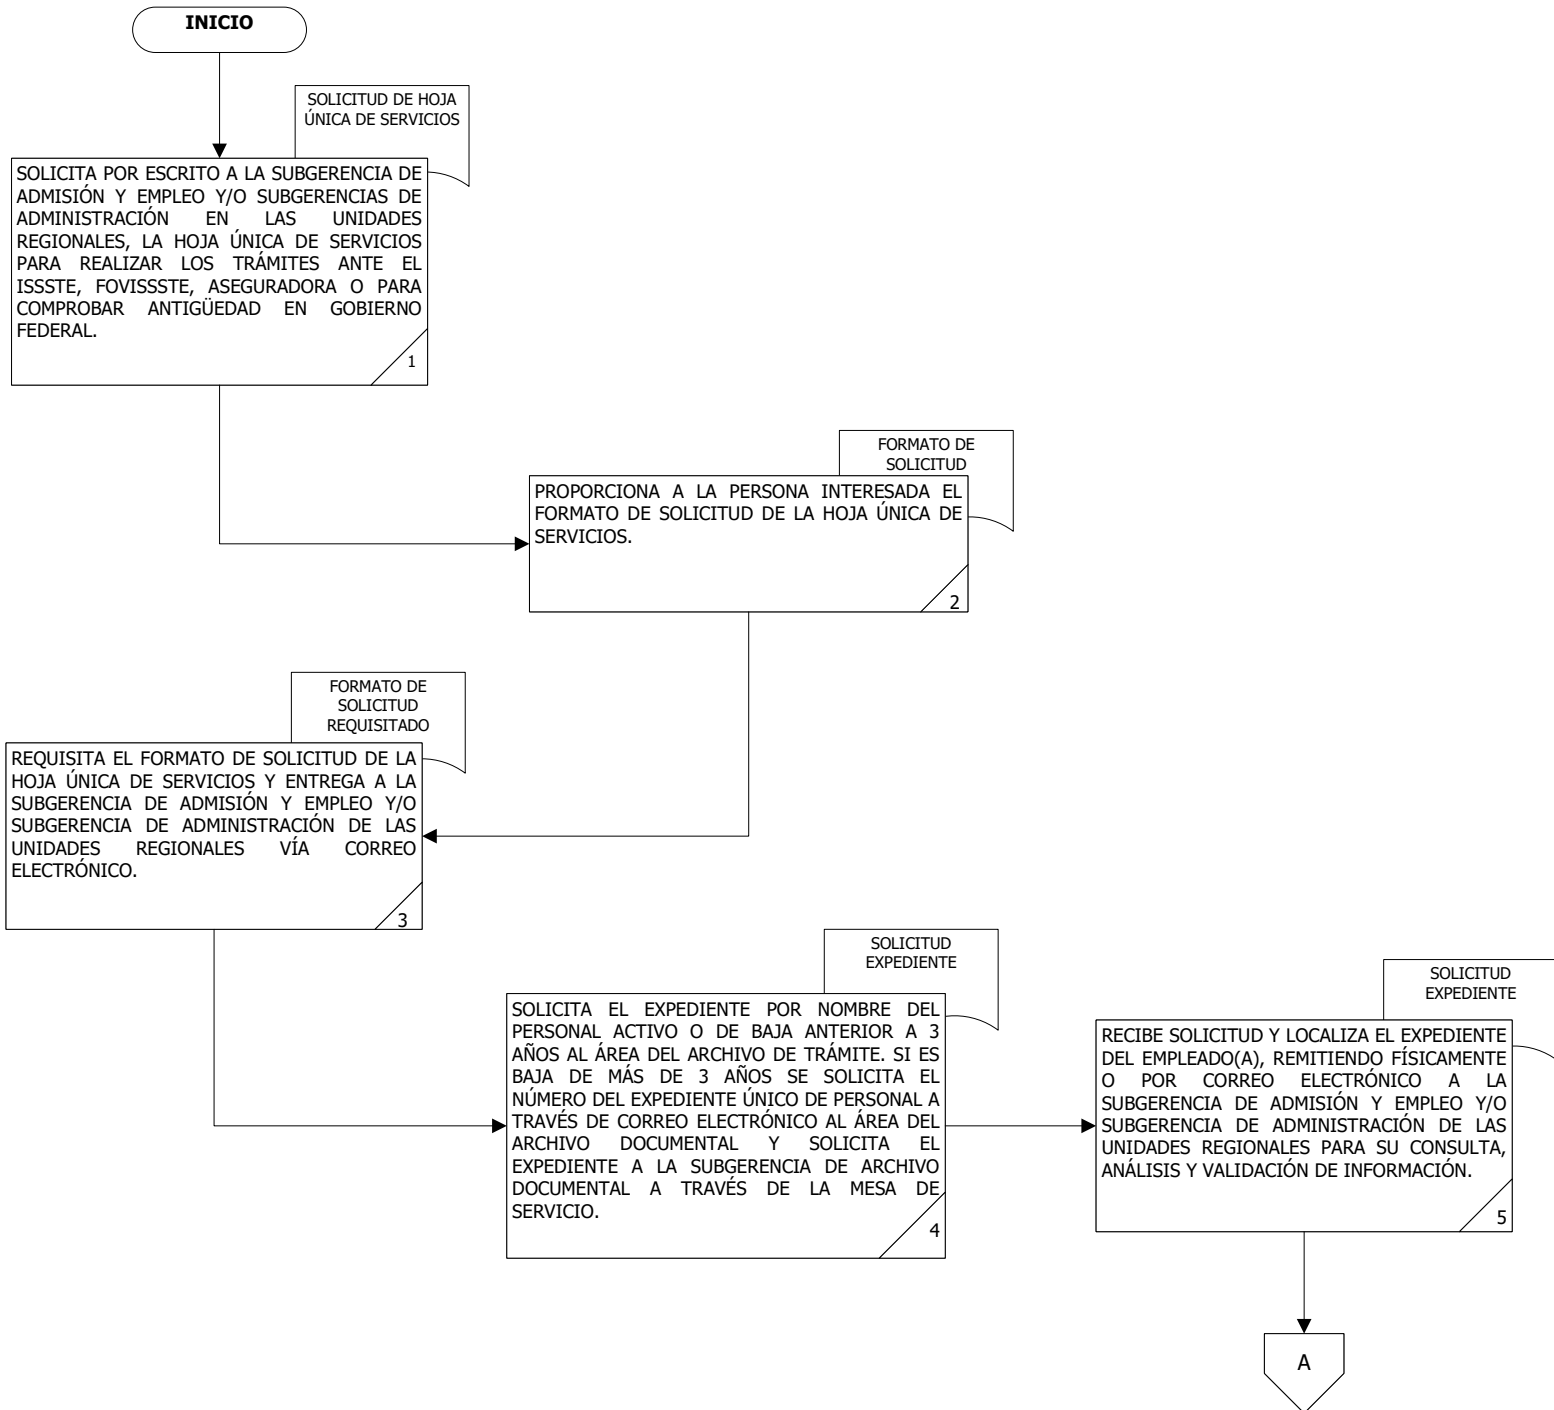 INICIO
SOLICITUD DE HOJA
ÚNICA DE SERVICIOS
SOLICITA POR ESCRITO A LA SUBGERENCIA DE
ADMISIÓN Y EMPLEO Y/O SUBGERENCIAS DE
ADMINISTRACIÓN EN LAS UNIDADES
REGIONALES, LA HOJA ÚNICA DE SERVICIOS
PARA REALIZAR LOS TRÁMITES ANTE EL
ISSSTE, FOVISSSTE, ASEGURADORA O PARA
COMPROBAR ANTIGÜEDAD EN GOBIERNO
FEDERAL.
1
FORMATO DE
SOLICITUD
PROPORCIONA A LA PERSONA INTERESADA EL
FORMATO DE SOLICITUD DE LA HOJA ÚNICA DE
SERVICIOS.
2
FORMATO DE
SOLICITUD
REQUISITADO
REQUISITA EL FORMATO DE SOLICITUD DE LA
HOJA ÚNICA DE SERVICIOS Y ENTREGA A LA
SUBGERENCIA DE ADMISIÓN Y EMPLEO Y/O
SUBGERENCIA DE ADMINISTRACIÓN DE LAS
UNIDADES REGIONALES VÍA CORREO
ELECTRÓNICO.
3
SOLICITUD
EXPEDIENTE
SOLICITA EL EXPEDIENTE POR NOMBRE DEL
PERSONAL ACTIVO O DE BAJA ANTERIOR A 3
AÑOS AL ÁREA DEL ARCHIVO DE TRÁMITE. SI ES
BAJA DE MÁS DE 3 AÑOS SE SOLICITA EL
NÚMERO DEL EXPEDIENTE ÚNICO DE PERSONAL A
TRAVÉS DE CORREO ELECTRÓNICO AL ÁREA DEL
ARCHIVO DOCUMENTAL Y SOLICITA EL
EXPEDIENTE A LA SUBGERENCIA DE ARCHIVO
DOCUMENTAL A TRAVÉS DE LA MESA DE
SERVICIO.
4
SOLICITUD
EXPEDIENTE
RECIBE SOLICITUD Y LOCALIZA EL EXPEDIENTE
DEL EMPLEADO(A), REMITIENDO FÍSICAMENTE
O POR CORREO ELECTRÓNICO A LA
SUBGERENCIA DE ADMISIÓN Y EMPLEO Y/O
SUBGERENCIA DE ADMINISTRACIÓN DE LAS
UNIDADES REGIONALES PARA SU CONSULTA,
ANÁLISIS Y VALIDACIÓN DE INFORMACIÓN.
5
A